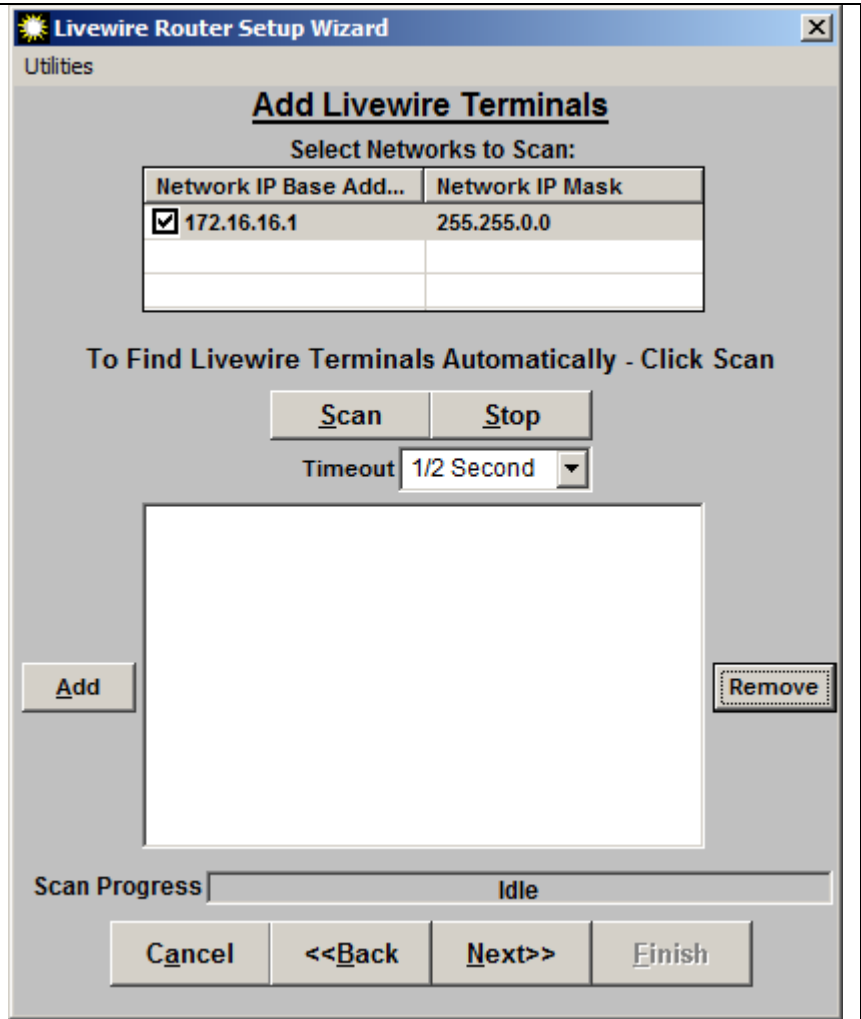 Livewire Router Setup Wizard
Utilities
Add Livewire Terminals
Select Networks to Scan:
Network IP Base Add... Network IP Mask
172.16.16.1 255.255.0.0
To Find Livewire Terminals Automatically - Click Scan
Scan Stop
Timeout 1/2 Second
Add Remove
Scan Progress Idle
Cancel <<Back Next>> Finish